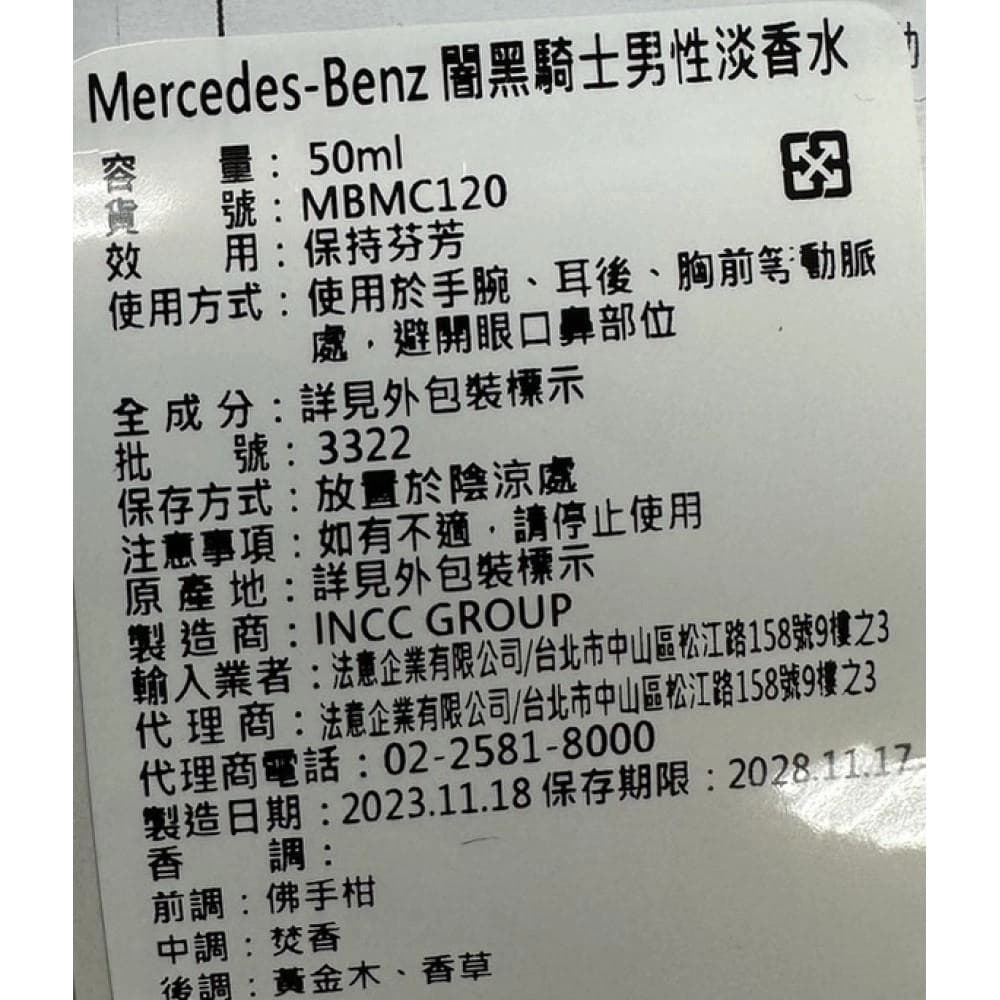 Mercedes-Benz 闇黑騎士男性淡香水
容量：50ml
貨號：MBMC120
效用：保持芬芳
使用方式：使用於手腕、耳後、胸前等動脈
處，避開眼口鼻部位
全成分：詳見外包裝標示
批號：3322
保存方式：放置於陰涼處
注意事項：如有不適，請停止使用
原產地：詳見外包裝標示
製造商：INCC GROUP
輸入業者：法意企業有限公司/台北市中山區松江路158號9樓之3
代理商：法意企業有限公司/台北市中山區松江路158號9樓之3
代理商電話：02-2581-8000
製造日期：2023.11.18 保存期限：2028.11.17
香調：
前調：佛手柑
中調：焚香
後調：黃金木、香草